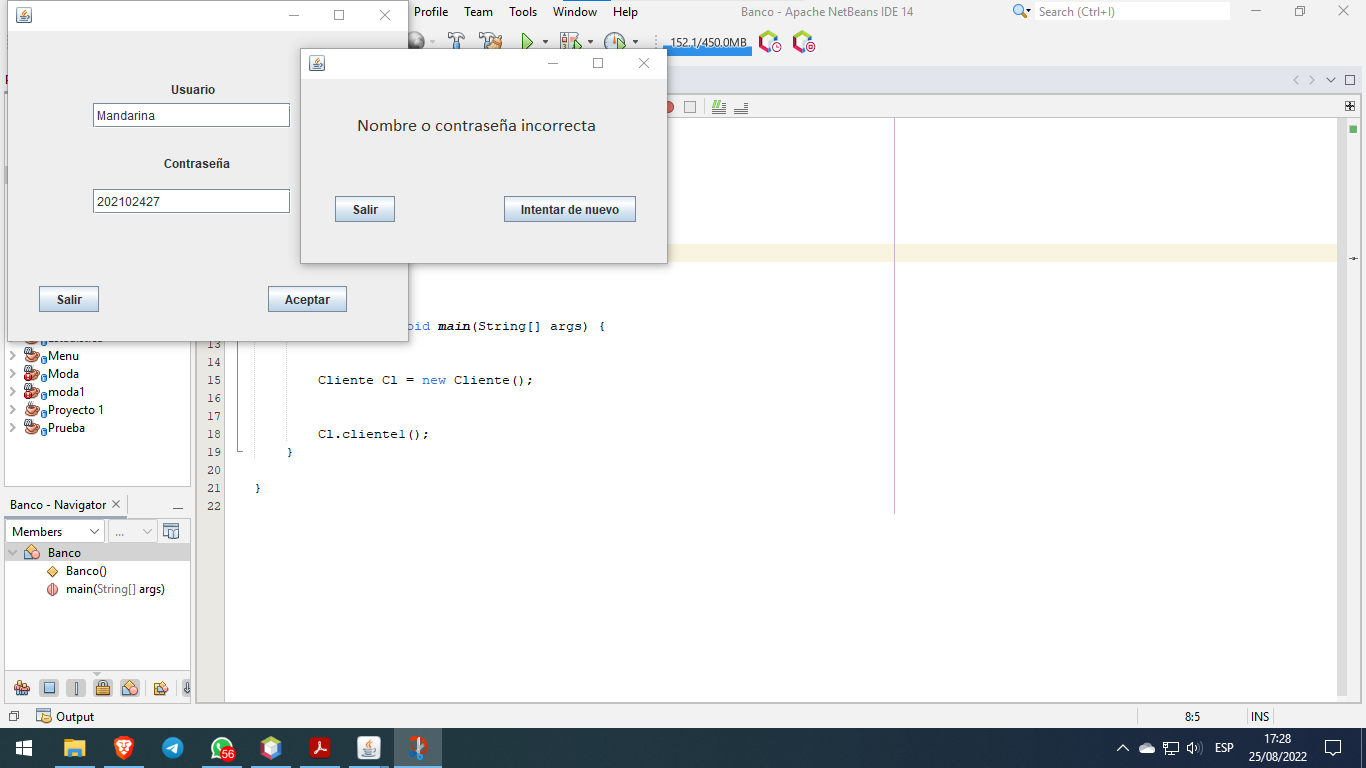 Profile Team Tools Window Help
Banco - Apache NetBeans IDE 14
Search (Ctrl+I)
152,1/450,0MB
Usuario
Mandarina
Contraseña
202102427
Salir
Aceptar
Nombre o contraseña incorrecta
Salir
Intentar de nuevo
main(String[] args) {
13
14
15 Cliente Cl = new Cliente();
16
17
18 Cl.cliente1();
19 }
20
21 }
22
Menu
Moda
moda1
Proyecto 1
Prueba
Banco - Navigator
Members
...
Banco
Banco()
main(String[] args)
Output
8:5
INS
56
ESP
17:28
25/08/2022